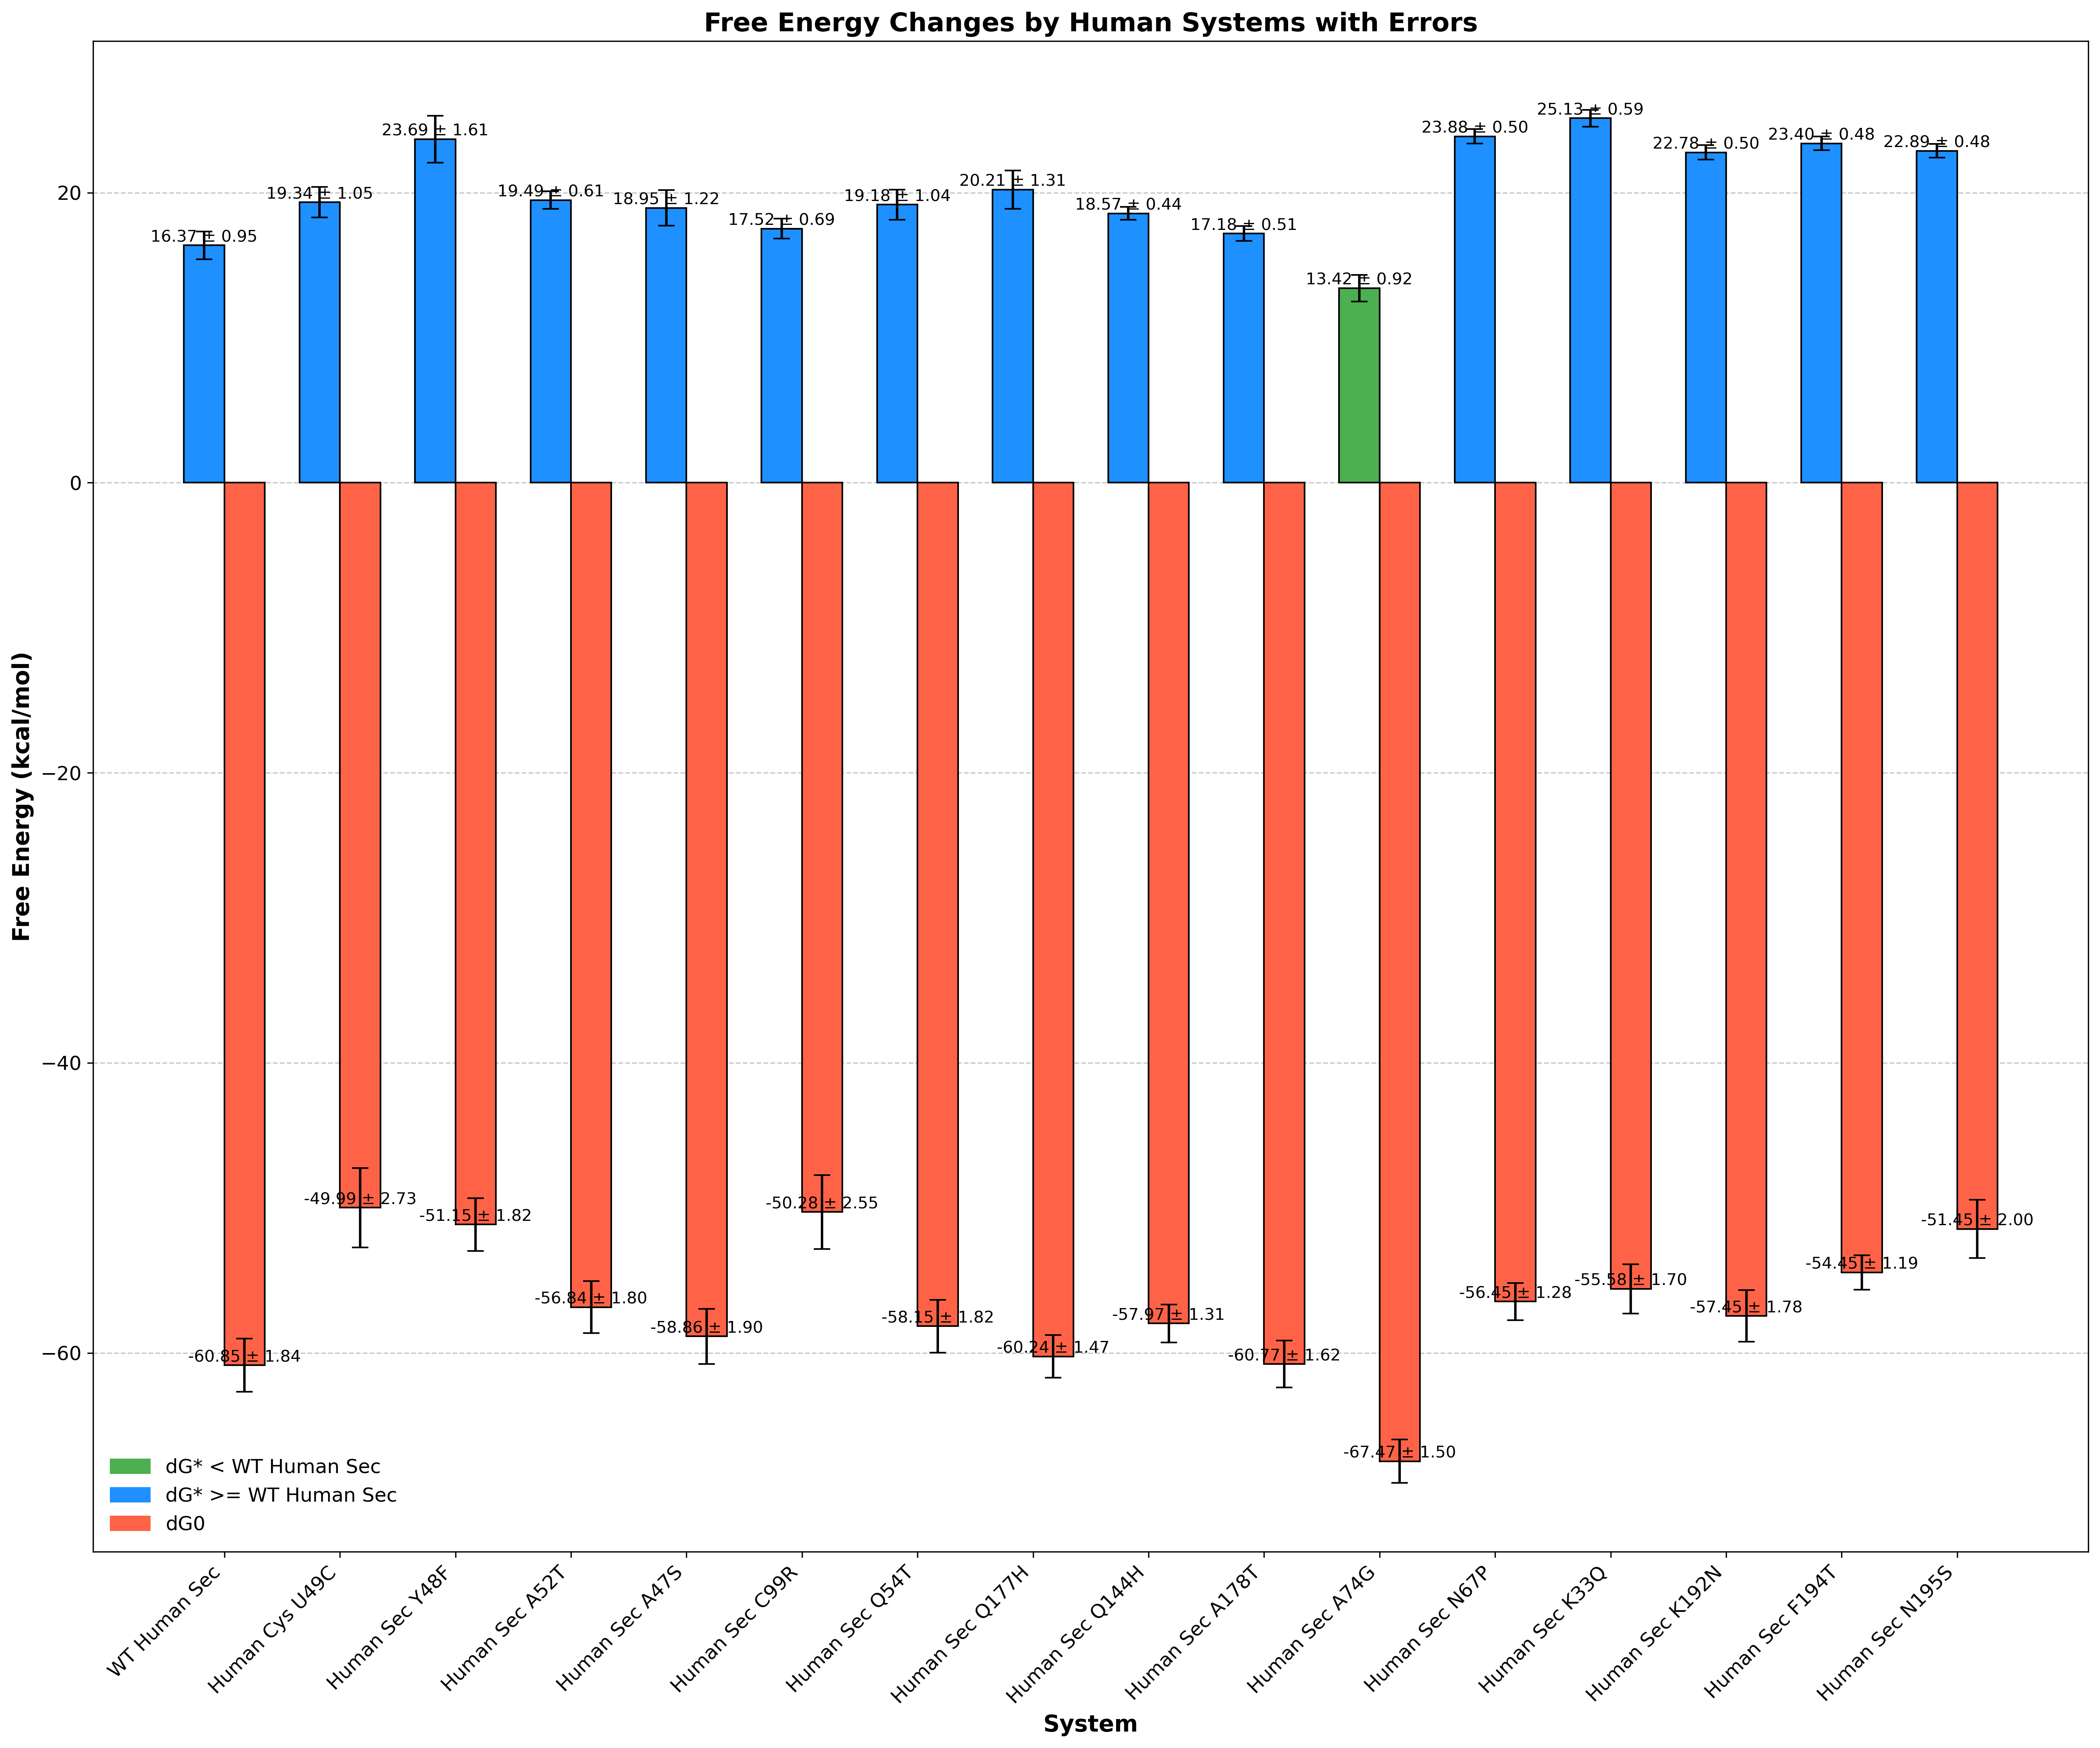 Free Energy Changes by Human Systems with Errors
Free Energy (kcal/mol)
20
0
−20
−40
−60
16.37 ± 0.95
19.34 ± 1.05
23.69 ± 1.61
19.49 ± 0.61
18.95 ± 1.22
17.52 ± 0.69
19.18 ± 1.04
20.21 ± 1.31
18.57 ± 0.44
17.18 ± 0.51
13.42 ± 0.92
23.88 ± 0.50
25.13 ± 0.59
22.78 ± 0.50
23.40 ± 0.48
22.89 ± 0.48
-60.85 ± 1.84
-49.99 ± 2.73
-51.15 ± 1.82
-56.84 ± 1.80
-58.86 ± 1.90
-50.28 ± 2.55
-58.15 ± 1.82
-60.24 ± 1.47
-57.97 ± 1.31
-60.77 ± 1.62
-67.47 ± 1.50
-56.45 ± 1.28
-55.58 ± 1.70
-57.45 ± 1.78
-54.45 ± 1.19
-51.45 ± 2.00
dG* < WT Human Sec
dG* >= WT Human Sec
dG0
WT Human Sec
Human Cys U49C
Human Sec Y48F
Human Sec A52T
Human Sec A47S
Human Sec C99R
Human Sec Q54T
Human Sec Q177H
Human Sec Q144H
Human Sec A178T
Human Sec A74G
Human Sec N67P
Human Sec K33Q
Human Sec K192N
Human Sec F194T
Human Sec N195S
System